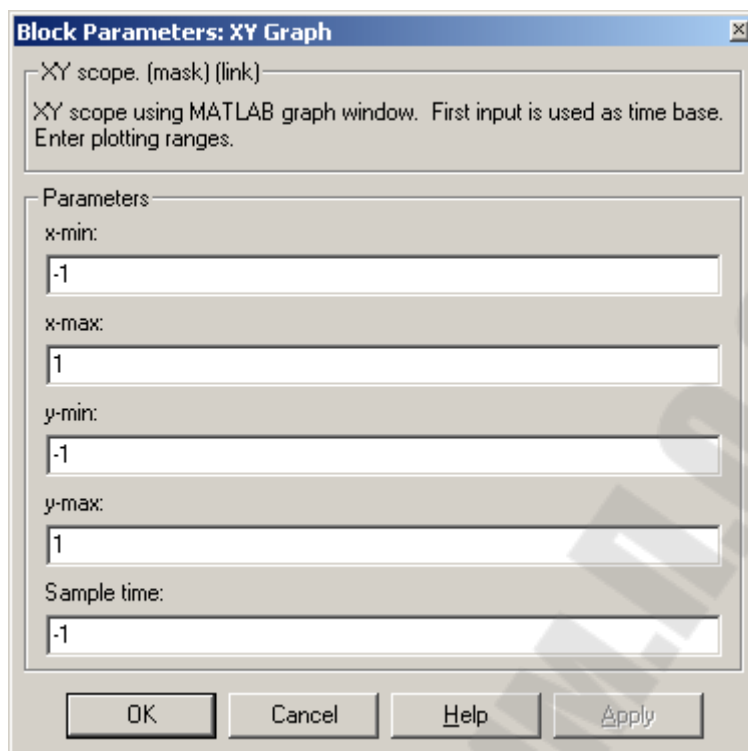 Block Parameters: XY Graph
XY scope. (mask) (link)
XY scope using MATLAB graph window.  First input is used as time base.
Enter plotting ranges.
Parameters
x-min:
-1
x-max:
1
y-min:
-1
y-max:
1
Sample time:
-1
OK
Cancel
Help
Apply